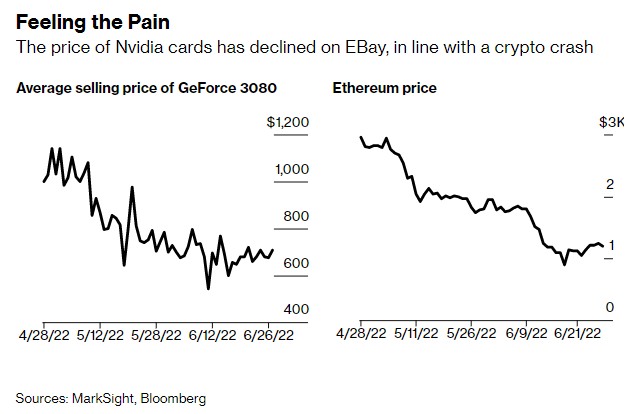 Feeling the Pain
The price of Nvidia cards has declined on EBay, in line with a crypto crash
Average selling price of GeForce 3080
$1,200
1,000
800
600
400
4/28/22 5/12/22 5/28/22 6/12/22 6/26/22
Ethereum price
$3K
2
1
0
4/28/22 5/11/22 5/26/22 6/9/22 6/21/22
Sources: MarkSight, Bloomberg